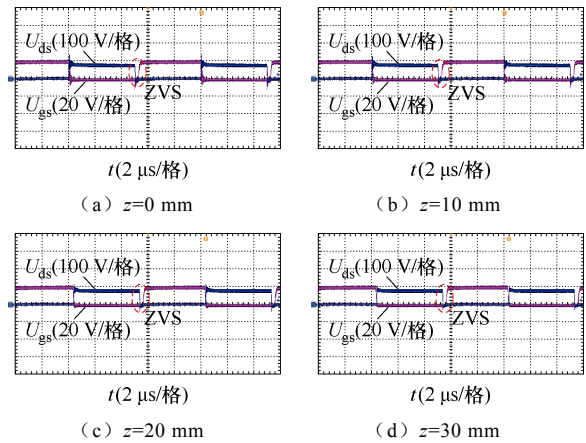 Uds(100 V/格)
Ugs(20 V/格)
ZVS
t(2 μs/格)
（a）z=0 mm
Uds(100 V/格)
Ugs(20 V/格)
ZVS
t(2 μs/格)
（b）z=10 mm
Uds(100 V/格)
Ugs(20 V/格)
ZVS
t(2 μs/格)
（c）z=20 mm
Uds(100 V/格)
Ugs(20 V/格)
ZVS
t(2 μs/格)
（d）z=30 mm